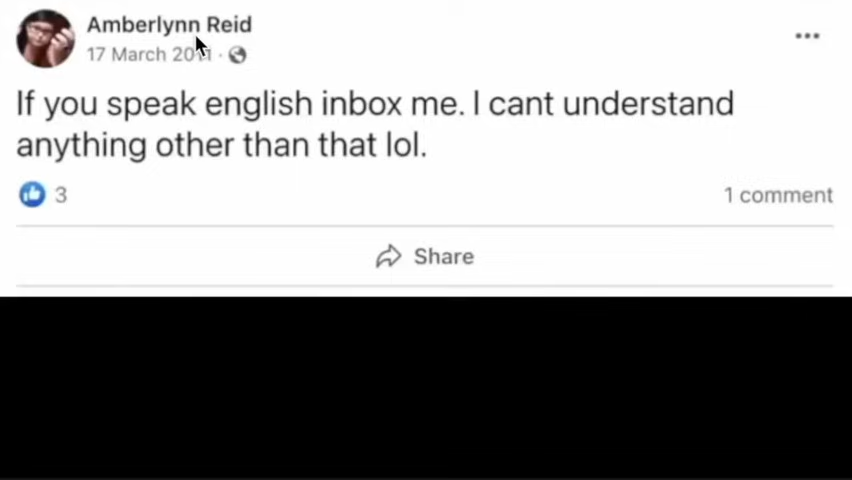 Amberlynn Reid
17 March 2011 ·
If you speak english inbox me. I cant understand
anything other than that lol.
3
1 comment
Share